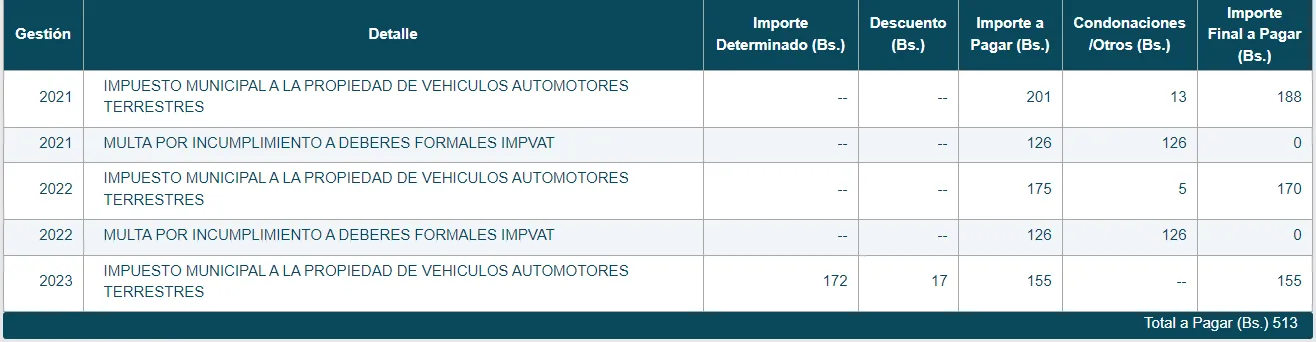 Gestión Detalle Importe Determinado (Bs.) Descuento (Bs.) Importe a Pagar (Bs.) Condonaciones /Otros (Bs.) Importe Final a Pagar (Bs.)
2021 IMPUESTO MUNICIPAL A LA PROPIEDAD DE VEHICULOS AUTOMOTORES TERRESTRES -- -- 201 13 188
2021 MULTA POR INCUMPLIMIENTO A DEBERES FORMALES IMPVAT -- -- 126 126 0
2022 IMPUESTO MUNICIPAL A LA PROPIEDAD DE VEHICULOS AUTOMOTORES TERRESTRES -- -- 175 5 170
2022 MULTA POR INCUMPLIMIENTO A DEBERES FORMALES IMPVAT -- -- 126 126 0
2023 IMPUESTO MUNICIPAL A LA PROPIEDAD DE VEHICULOS AUTOMOTORES TERRESTRES 172 17 155 -- 155
Total a Pagar (Bs.) 513